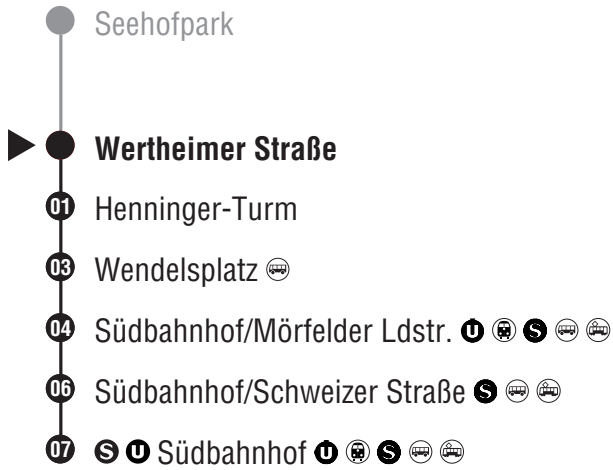 Seehofpark
Wertheimer Straße
01 Henninger-Turm
03 Wendelsplatz
04 Südbahnhof/Mörfelder Ldstr. U S
06 Südbahnhof/Schweizer Straße S
07 S U Südbahnhof U S